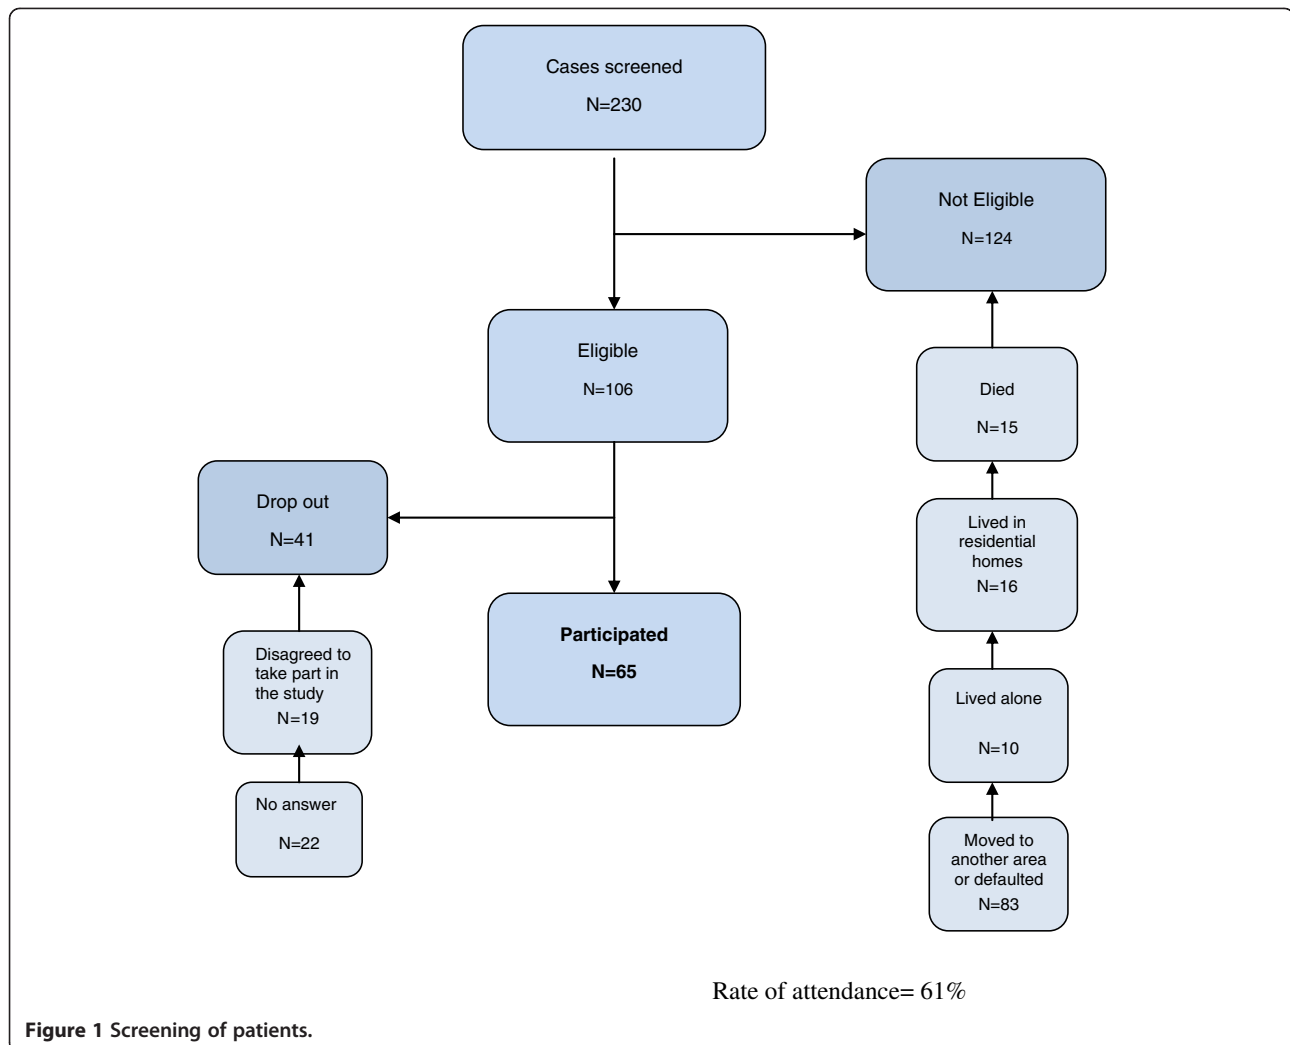 Cases screened
N=230
Not Eligible
N=124
Eligible
N=106
Died
N=15
Drop out
N=41
Lived in
residential
homes
N=16
Participated
N=65
Disagreed to
take part in
the study
N=19
Lived alone
N=10
No answer
N=22
Moved to
another area
or defaulted
N=83
Rate of attendance= 61%
Figure 1 Screening of patients.